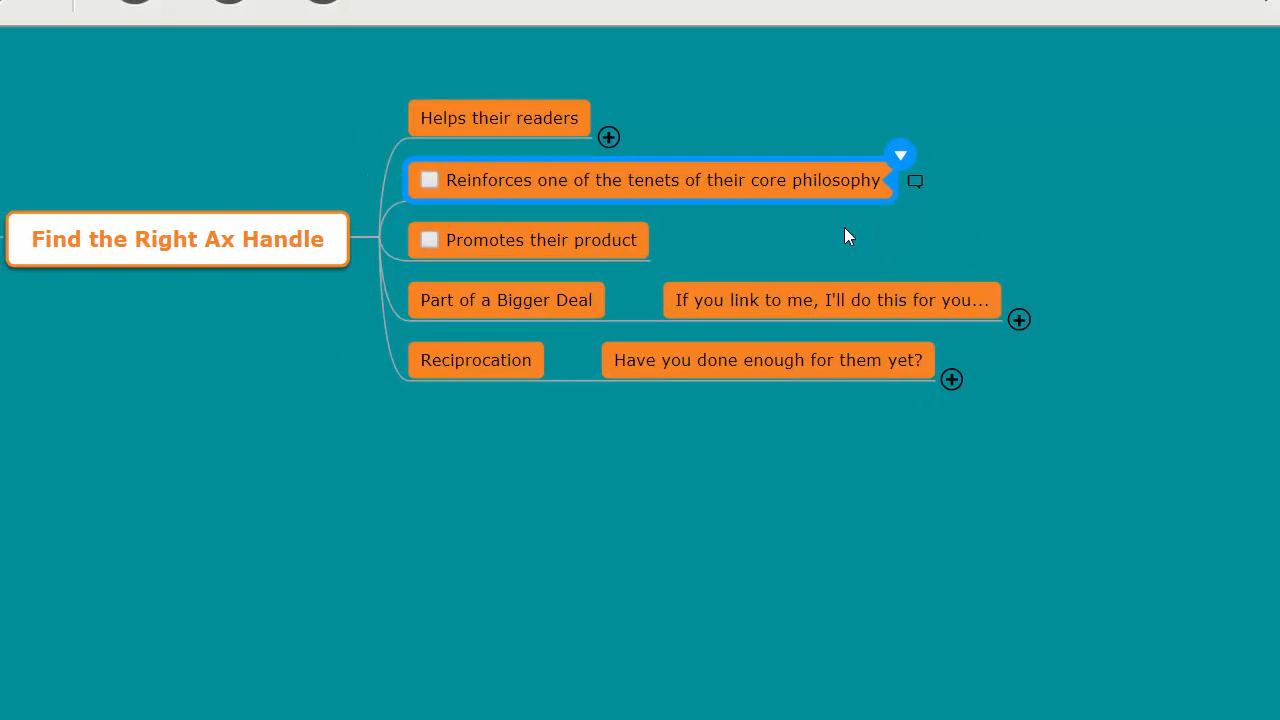 Helps their readers
Reinforces one of the tenets of their core philosophy
Find the Right Ax Handle
Promotes their product
Part of a Bigger Deal
If you link to me, I'll do this for you...
Reciprocation
Have you done enough for them yet?